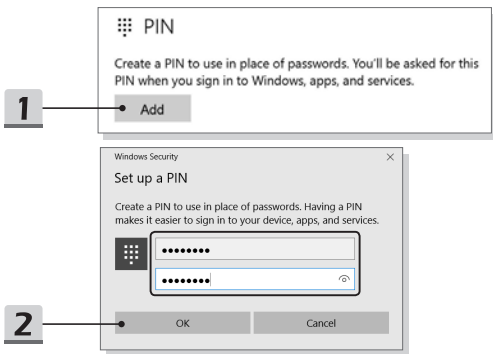 PIN
Create a PIN to use in place of passwords. You'll be asked for this
PIN when you sign in to Windows, apps, and services.
1
Add
Windows Security
Set up a PIN
Create a PIN to use in place of passwords. Having a PIN
makes it easier to sign in to your device, apps, and services.
●●●●●●●●
●●●●●●●●
2
OK Cancel